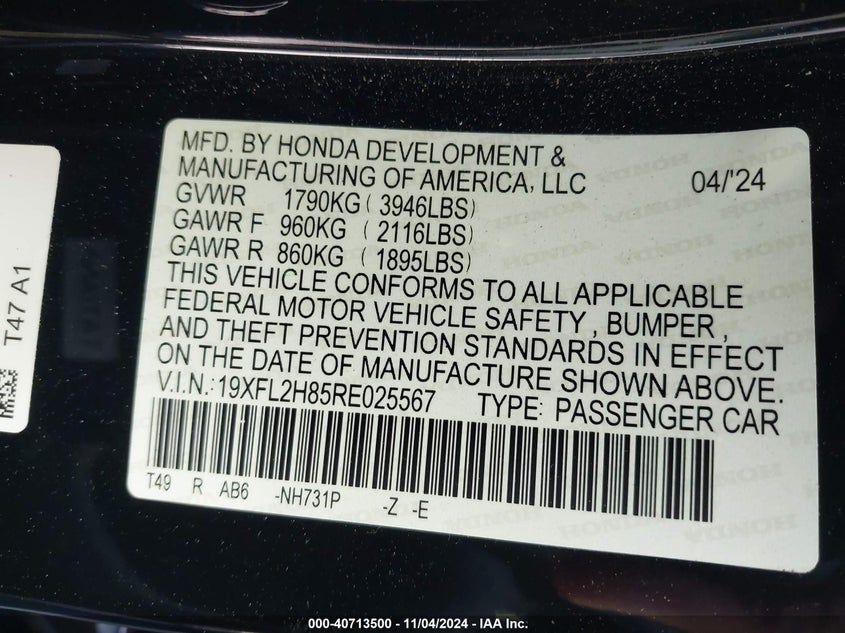 MFD. BY HONDA DEVELOPMENT &
MANUFACTURING OF AMERICA, LLC 04/'24
GVWR 1790KG ( 3946LBS)
GAWR F 960KG ( 2116LBS)
GAWR R 860KG ( 1895LBS)
THIS VEHICLE CONFORMS TO ALL APPLICABLE
FEDERAL MOTOR VEHICLE SAFETY , BUMPER ,
AND THEFT PREVENTION STANDARDS IN EFFECT
ON THE DATE OF MANUFACTURE SHOWN ABOVE.
V.I.N.: 19XFL2H85RE025567 TYPE: PASSENGER CAR
T49 R AB6 -NH731P -Z -E
T47 A1
000-40713500 - 11/04/2024 - IAA Inc.